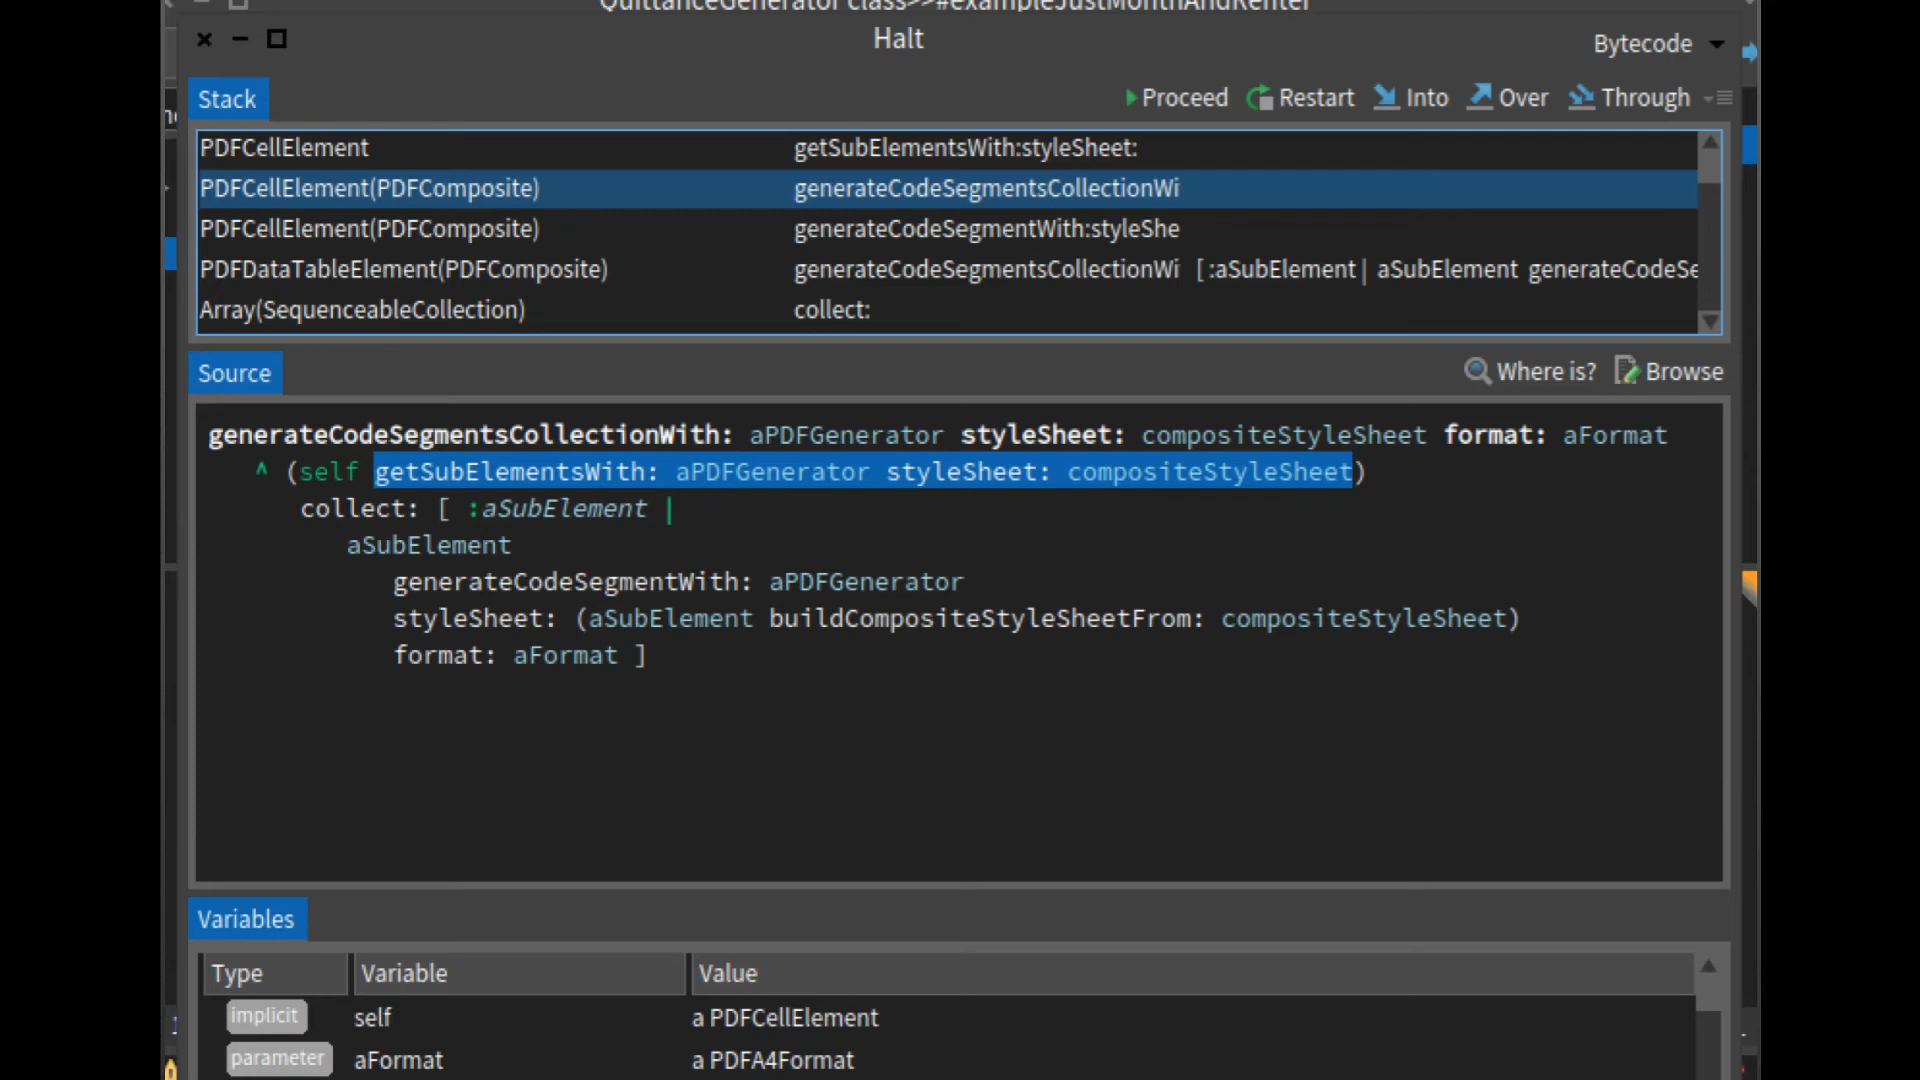 QuittanceGenerator class>>#exampleJustMonthAndRenter
Halt
Bytecode
Stack
Proceed Restart Into Over Through
PDFCellElement getSubElementsWith:styleSheet:
PDFCellElement(PDFComposite) generateCodeSegmentsCollectionWi
PDFCellElement(PDFComposite) generateCodeSegmentWith:styleShe
PDFDataTableElement(PDFComposite) generateCodeSegmentsCollectionWi [ :aSubElement | aSubElement generateCodeSe
Array(SequenceableCollection) collect:
Source
Where is? Browse
generateCodeSegmentsCollectionWith: aPDFGenerator styleSheet: compositeStyleSheet format: aFormat
^ (self getSubElementsWith: aPDFGenerator styleSheet: compositeStyleSheet)
collect: [ :aSubElement |
aSubElement
generateCodeSegmentWith: aPDFGenerator
styleSheet: (aSubElement buildCompositeStyleSheetFrom: compositeStyleSheet)
format: aFormat ]
Variables
Type Variable Value
implicit self a PDFCellElement
parameter aFormat a PDFA4Format